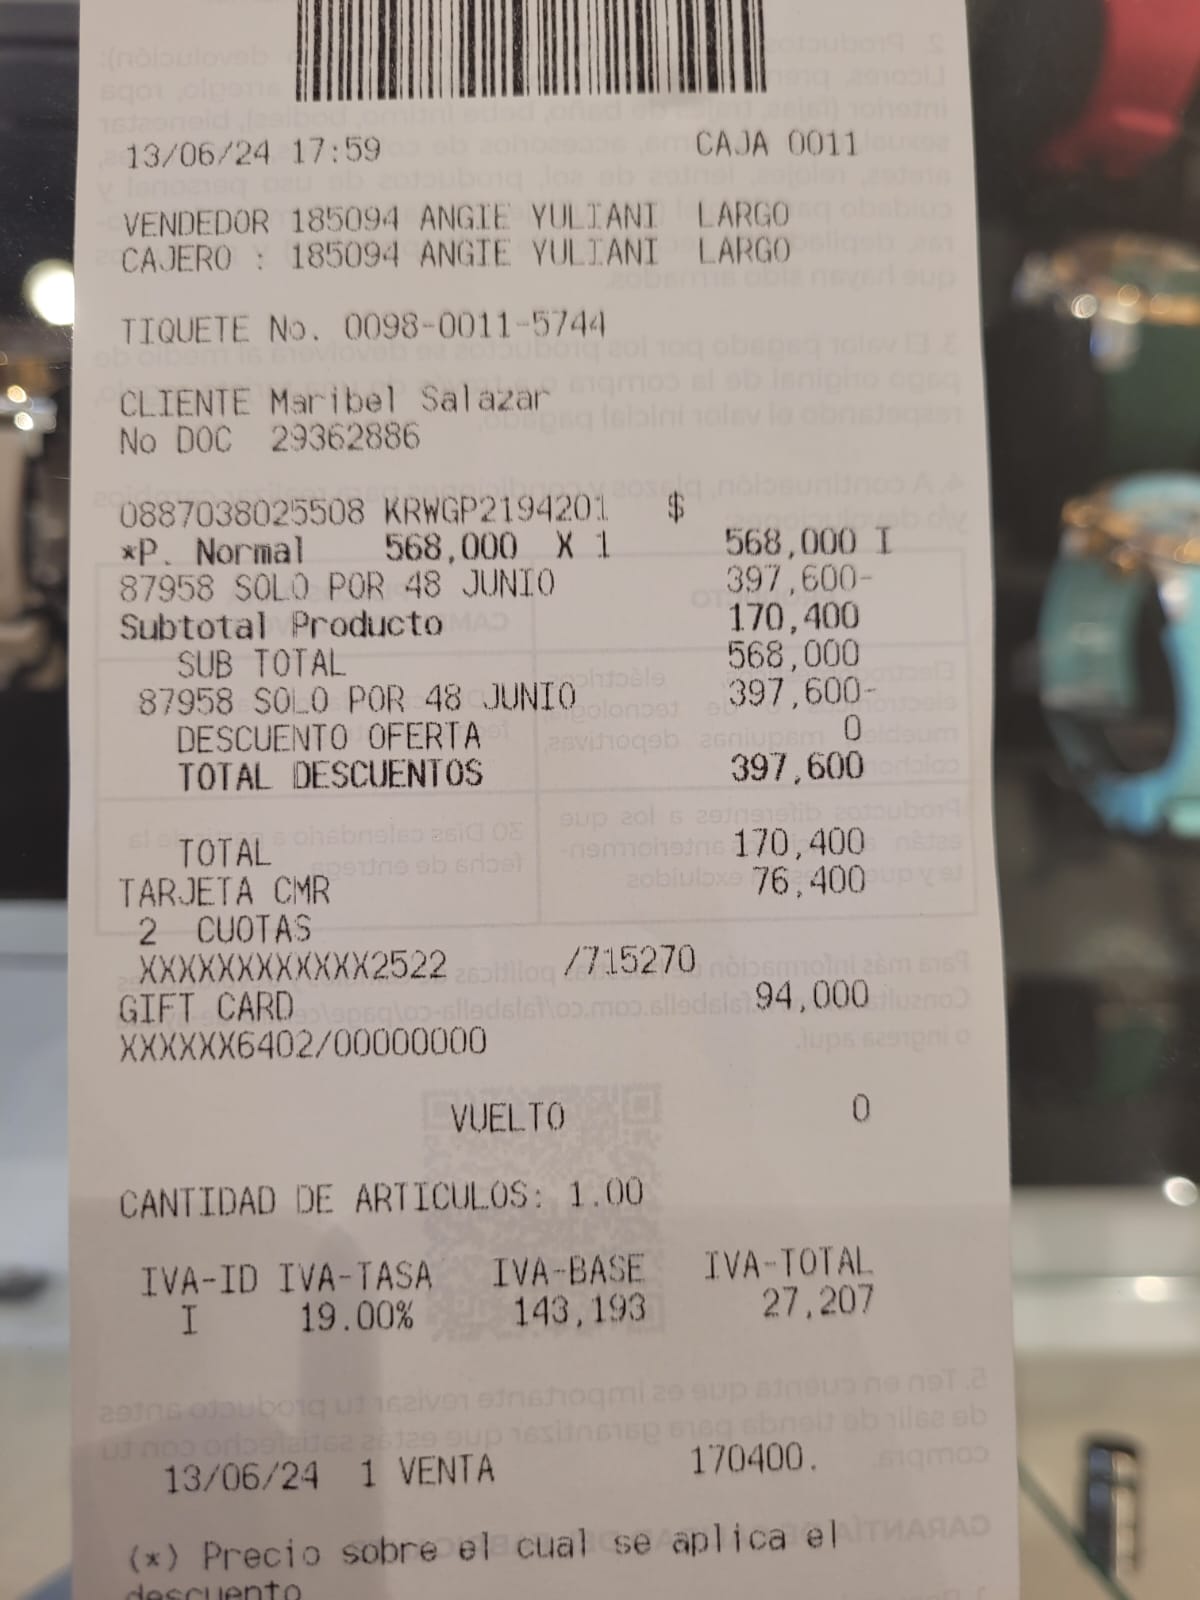 13/06/24 17:59 CAJA 0011
VENDEDOR 185094 ANGIE YULIANI LARGO
CAJERO : 185094 ANGIE YULIANI LARGO
TIQUETE No. 0098-0011-5744
CLIENTE Maribel Salazar
No DOC 29362886
0887038025508 KRWGP2194201 $
*P. Normal 568,000 X 1 568,000 I
87958 SOLO POR 48 JUNIO 397,600-
Subtotal Producto 170,400
SUB TOTAL 568,000
87958 SOLO POR 48 JUNIO 397,600-
DESCUENTO OFERTA 0
TOTAL DESCUENTOS 397,600
TOTAL 170,400
TARJETA CMR 76,400
2 CUOTAS
XXXXXXXXXXXX2522 /715270
GIFT CARD 94,000
XXXXXX6402/00000000
VUELTO 0
CANTIDAD DE ARTICULOS: 1.00
IVA-ID IVA-TASA IVA-BASE IVA-TOTAL
I 19.00% 143,193 27,207
13/06/24 1 VENTA 170400.
(*) Precio sobre el cual se aplica el
descuento